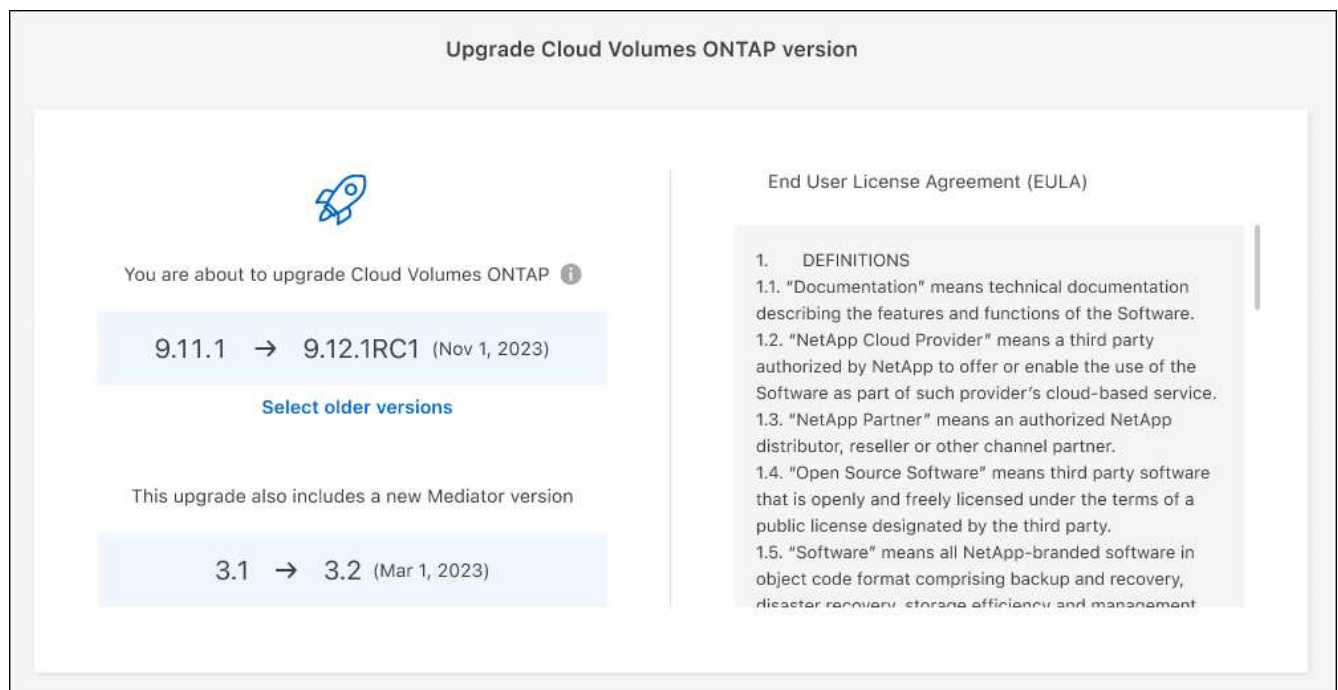 Upgrade Cloud Volumes ONTAP version
You are about to upgrade Cloud Volumes ONTAP
9.11.1 → 9.12.1RC1 (Nov 1, 2023)
Select older versions
This upgrade also includes a new Mediator version
3.1 → 3.2 (Mar 1, 2023)
End User License Agreement (EULA)
1. DEFINITIONS
1.1. “Documentation” means technical documentation
describing the features and functions of the Software.
1.2. “NetApp Cloud Provider” means a third party
authorized by NetApp to offer or enable the use of the
Software as part of such provider’s cloud-based service.
1.3. “NetApp Partner” means an authorized NetApp
distributor, reseller or other channel partner.
1.4. “Open Source Software” means third party software
that is openly and freely licensed under the terms of a
public license designated by the third party.
1.5. “Software” means all NetApp-branded software in
object code format comprising backup and recovery,
disaster recovery, storage efficiency and management